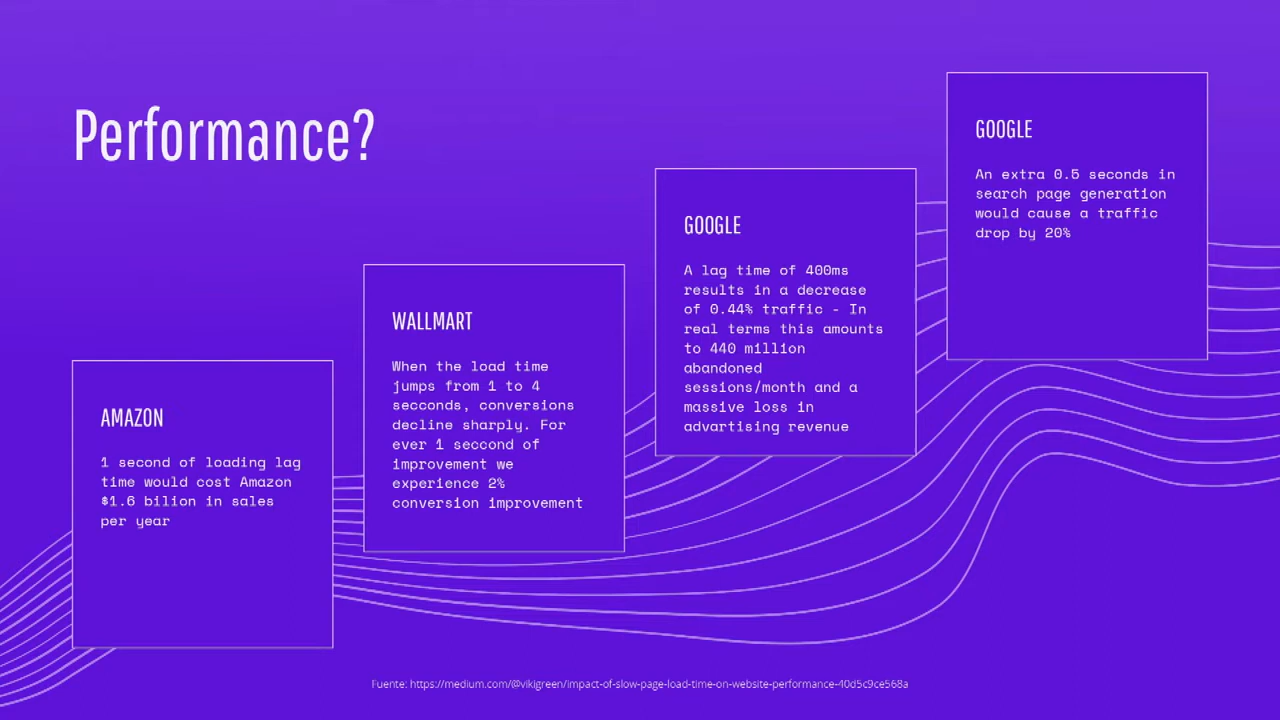 Performance?
AMAZON
1 second of loading lag
time would cost Amazon
$1.6 bilion in sales
per year
WALLMART
When the load time
jumps from 1 to 4
secconds, conversions
decline sharply. For
ever 1 seccond of
improvement we
experience 2%
conversion improvement
GOOGLE
A lag time of 400ms
results in a decrease
of 0.44% traffic - In
real terms this amounts
to 440 million
abandoned
sessions/month and a
massive loss in
advartising revenue
GOOGLE
An extra 0.5 seconds in
search page generation
would cause a traffic
drop by 20%
Fuente: https://medium.com/@vikigreen/impact-of-slow-page-load-time-on-website-performance-40d5c9ce568a